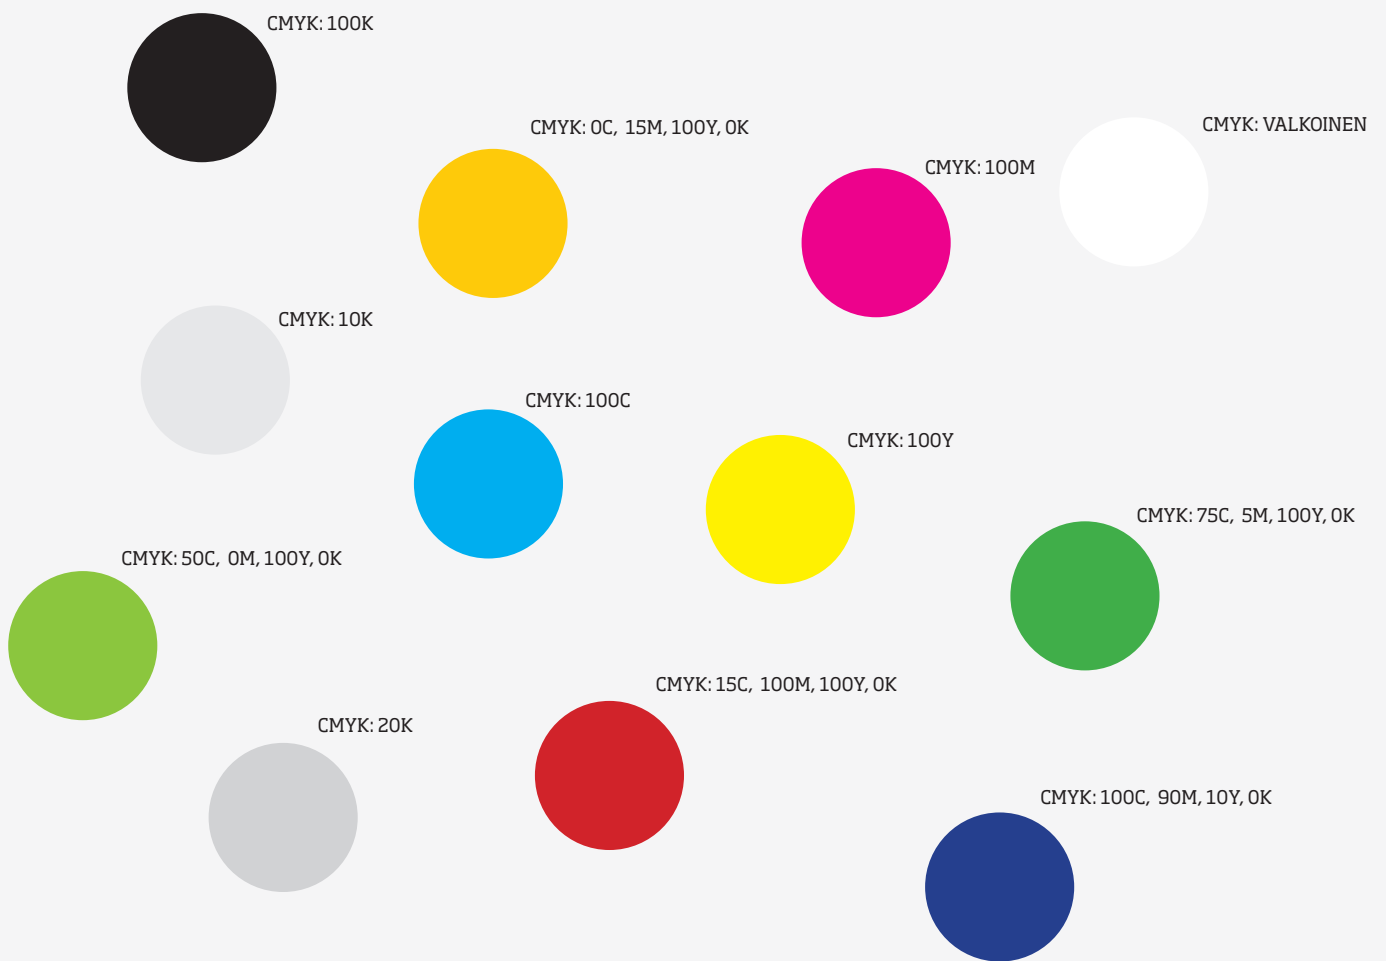 CMYK: 100K
CMYK: VALKOINEN
CMYK: 0C, 15M, 100Y, 0K
CMYK: 100M
CMYK: 10K
CMYK: 100C
CMYK: 100Y
CMYK: 75C, 5M, 100Y, 0K
CMYK: 50C, 0M, 100Y, 0K
CMYK: 15C, 100M, 100Y, 0K
CMYK: 20K
CMYK: 100C, 90M, 10Y, 0K